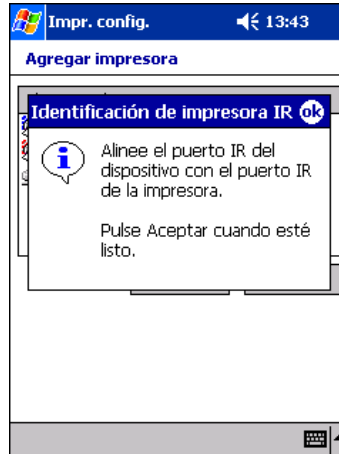 Impr. config.
13:43
Agregar impresora
Identificación de impresora IR ok
Alinee el puerto IR del
dispositivo con el puerto IR
de la impresora.
Pulse Aceptar cuando esté
listo.